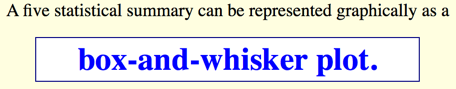 A five statistical summary can be represented graphically as a
box-and-whisker plot.